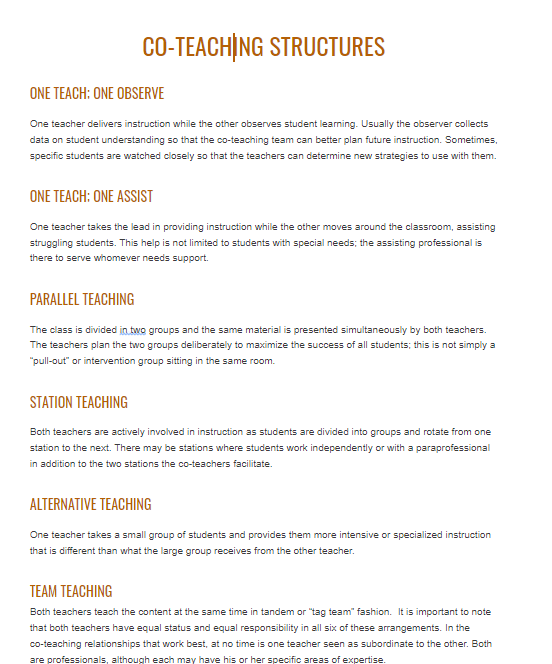 CO-TEACHING STRUCTURES
ONE TEACH; ONE OBSERVE
One teacher delivers instruction while the other observes student learning. Usually the observer collects
data on student understanding so that the co-teaching team can better plan future instruction. Sometimes,
specific students are watched closely so that the teachers can determine new strategies to use with them.
ONE TEACH; ONE ASSIST
One teacher takes the lead in providing instruction while the other moves around the classroom, assisting
struggling students. This help is not limited to students with special needs; the assisting professional is
there to serve whomever needs support.
PARALLEL TEACHING
The class is divided in two groups and the same material is presented simultaneously by both teachers.
The teachers plan the two groups deliberately to maximize the success of all students; this is not simply a
"pull-out" or intervention group sitting in the same room.
STATION TEACHING
Both teachers are actively involved in instruction as students are divided into groups and rotate from one
station to the next. There may be stations where students work independently or with a paraprofessional
in addition to the two stations the co-teachers facilitate.
ALTERNATIVE TEACHING
One teacher takes a small group of students and provides them more intensive or specialized instruction
that is different than what the large group receives from the other teacher.
TEAM TEACHING
Both teachers teach the content at the same time in tandem or "tag team" fashion.  It is important to note
that both teachers have equal status and equal responsibility in all six of these arrangements. In the
co-teaching relationships that work best, at no time is one teacher seen as subordinate to the other. Both
are professionals, although each may have his or her specific areas of expertise.